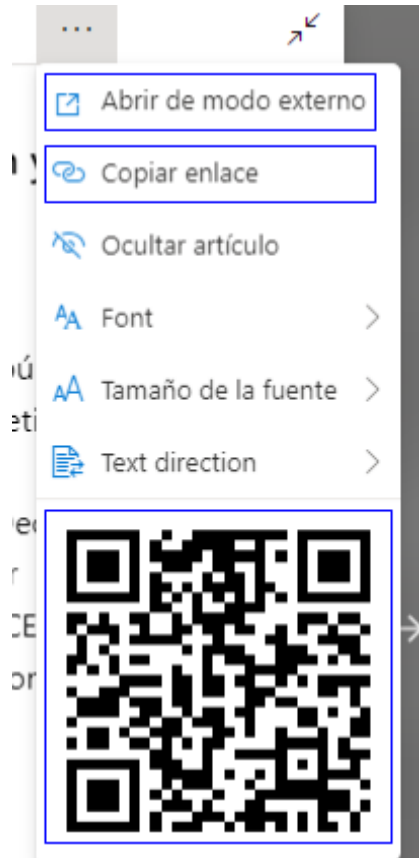 ...
Abrir de modo externo
Copiar enlace
Ocultar artículo
Font
Tamaño de la fuente
Text direction